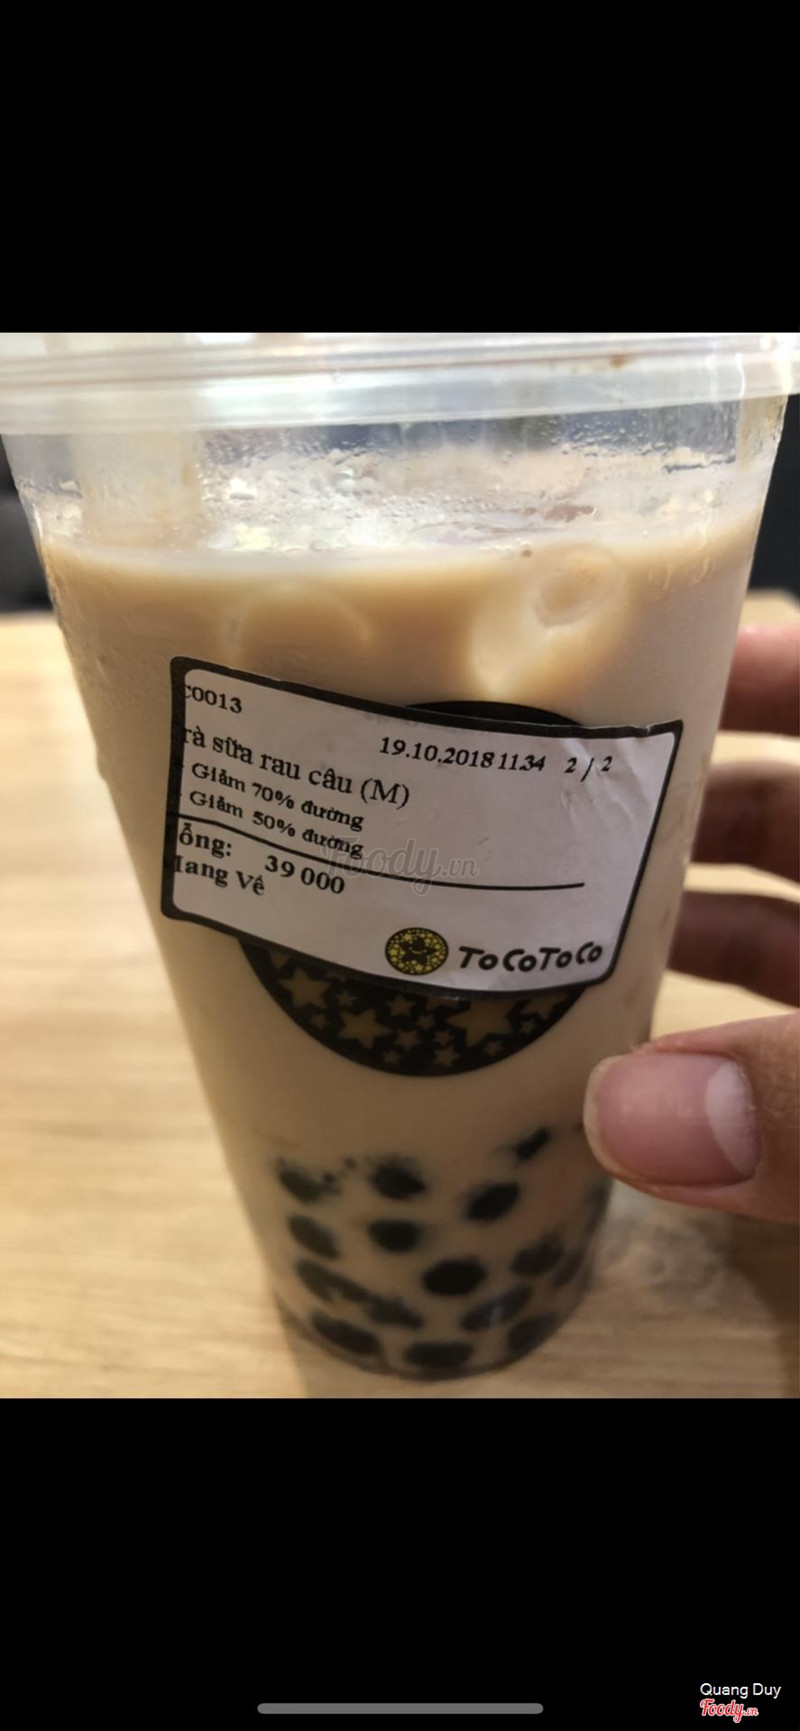 C0013
19.10.2018 11:34 2 / 2
rà sữa rau câu (M)
Giảm 70% đường
Giảm 50% đường
ổng: 39 000
Mang Về
ToCoToCo
Foody.vn
Quang Duy
Foody.vn